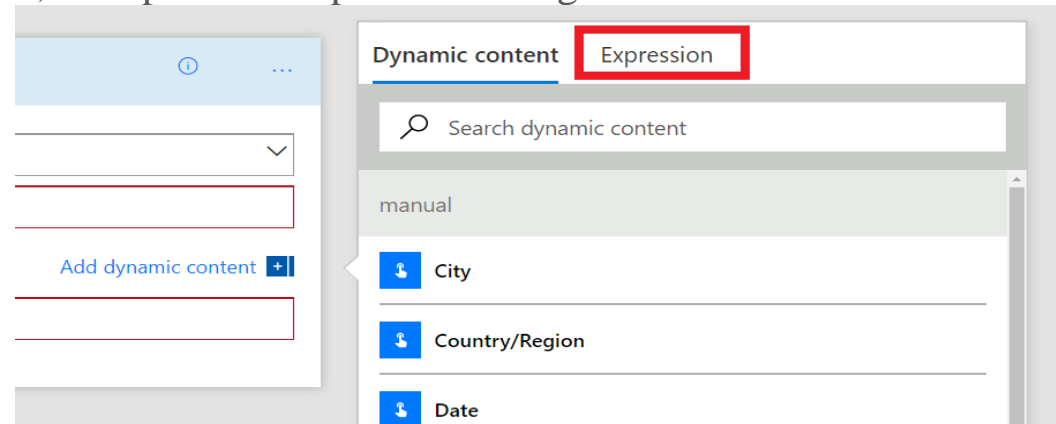 Dynamic content Expression
Search dynamic content
manual
Add dynamic content
City
Country/Region
Date